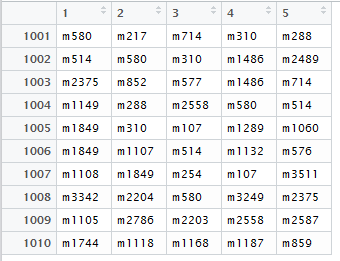 1 2 3 4 5
1001 m580 m217 m714 m310 m288
1002 m514 m580 m310 m1486 m2489
1003 m2375 m852 m577 m1486 m714
1004 m1149 m288 m2558 m580 m514
1005 m1849 m310 m107 m1289 m1060
1006 m1849 m1107 m514 m1132 m576
1007 m1108 m1849 m254 m107 m3511
1008 m3342 m2204 m580 m3249 m2375
1009 m1105 m2786 m2203 m2558 m2587
1010 m1744 m1118 m1168 m1187 m859